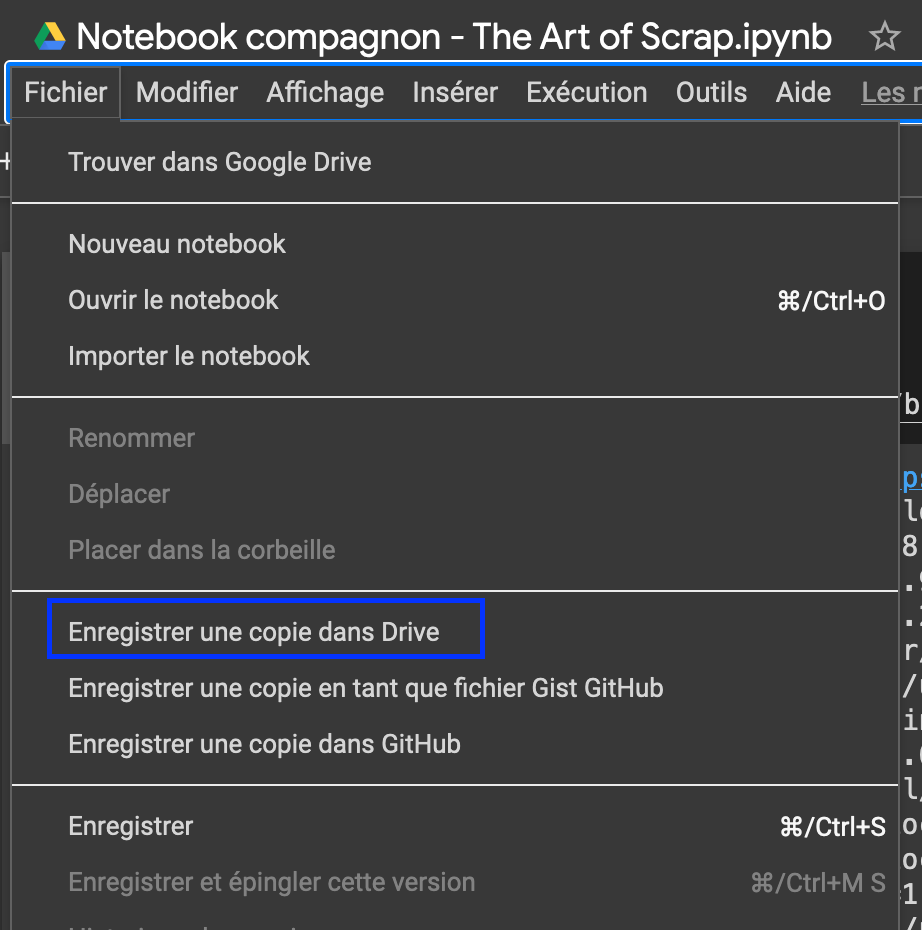 Notebook compagnon - The Art of Scrap.ipynb
Fichier Modifier Affichage Insérer Exécution Outils Aide Les
Trouver dans Google Drive
Nouveau notebook
Ouvrir le notebook ⌘/Ctrl+O
Importer le notebook
Renommer
Déplacer
Placer dans la corbeille
Enregistrer une copie dans Drive
Enregistrer une copie en tant que fichier Gist GitHub
Enregistrer une copie dans GitHub
Enregistrer ⌘/Ctrl+S
Enregistrer et épingler cette version ⌘/Ctrl+M S